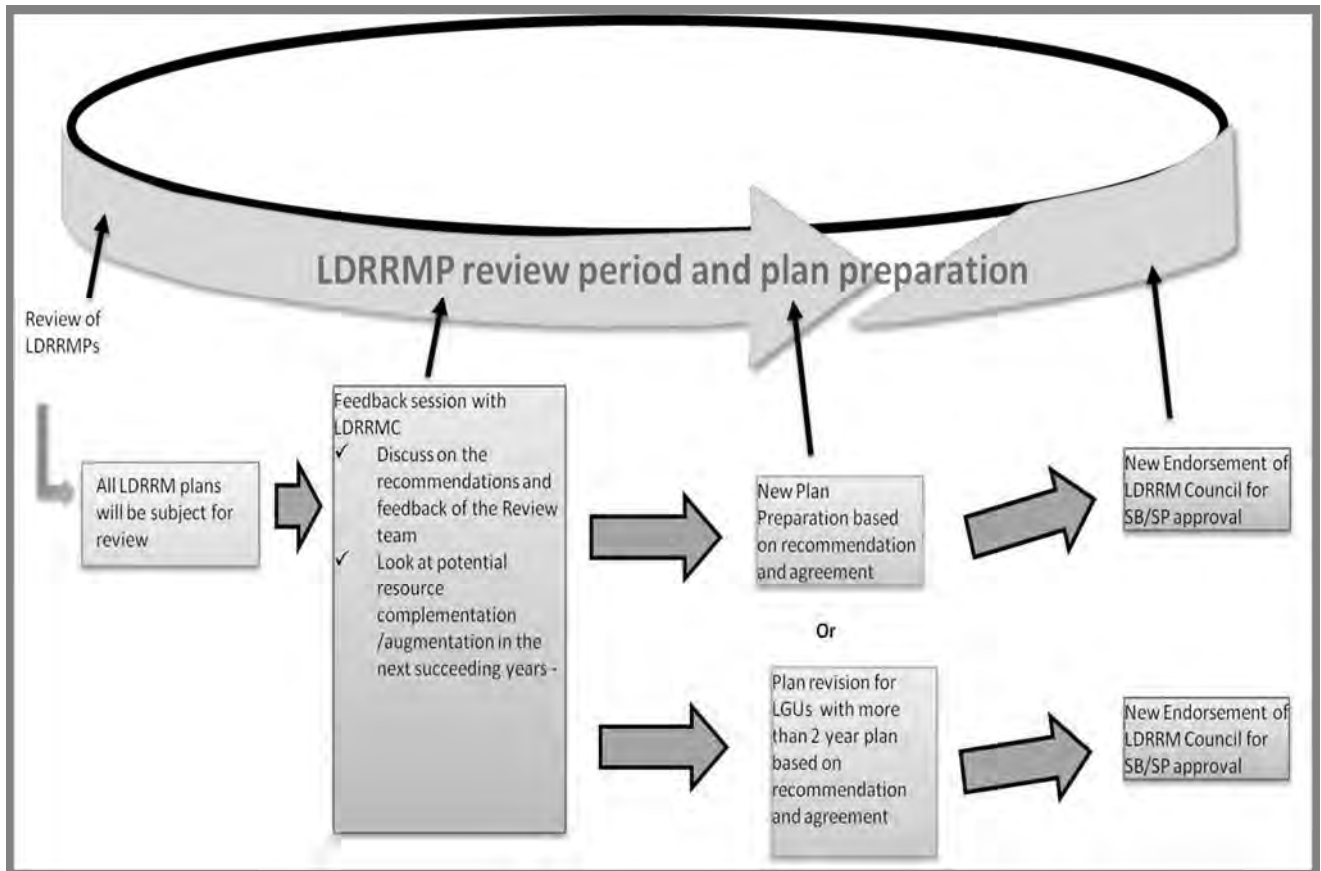 LDRRMP review period and plan preparation
Review of
LDRRMPs
All LDRRM plans
will be subject for
review
Feedback session with
LDRRMC
✓ Discuss on the
recommendations and
feedback of the Review
team
✓ Look at potential
resource
complementation
/augmentation in the
next succeeding years -
New Plan
Preparation based
on recommendation
and agreement
Or
Plan revision for
LGUs with more
than 2 year plan
based on
recommendation
and agreement
New Endorsement of
LDRRM Council for
SB/SP approval
New Endorsement of
LDRRM Council for
SB/SP approval